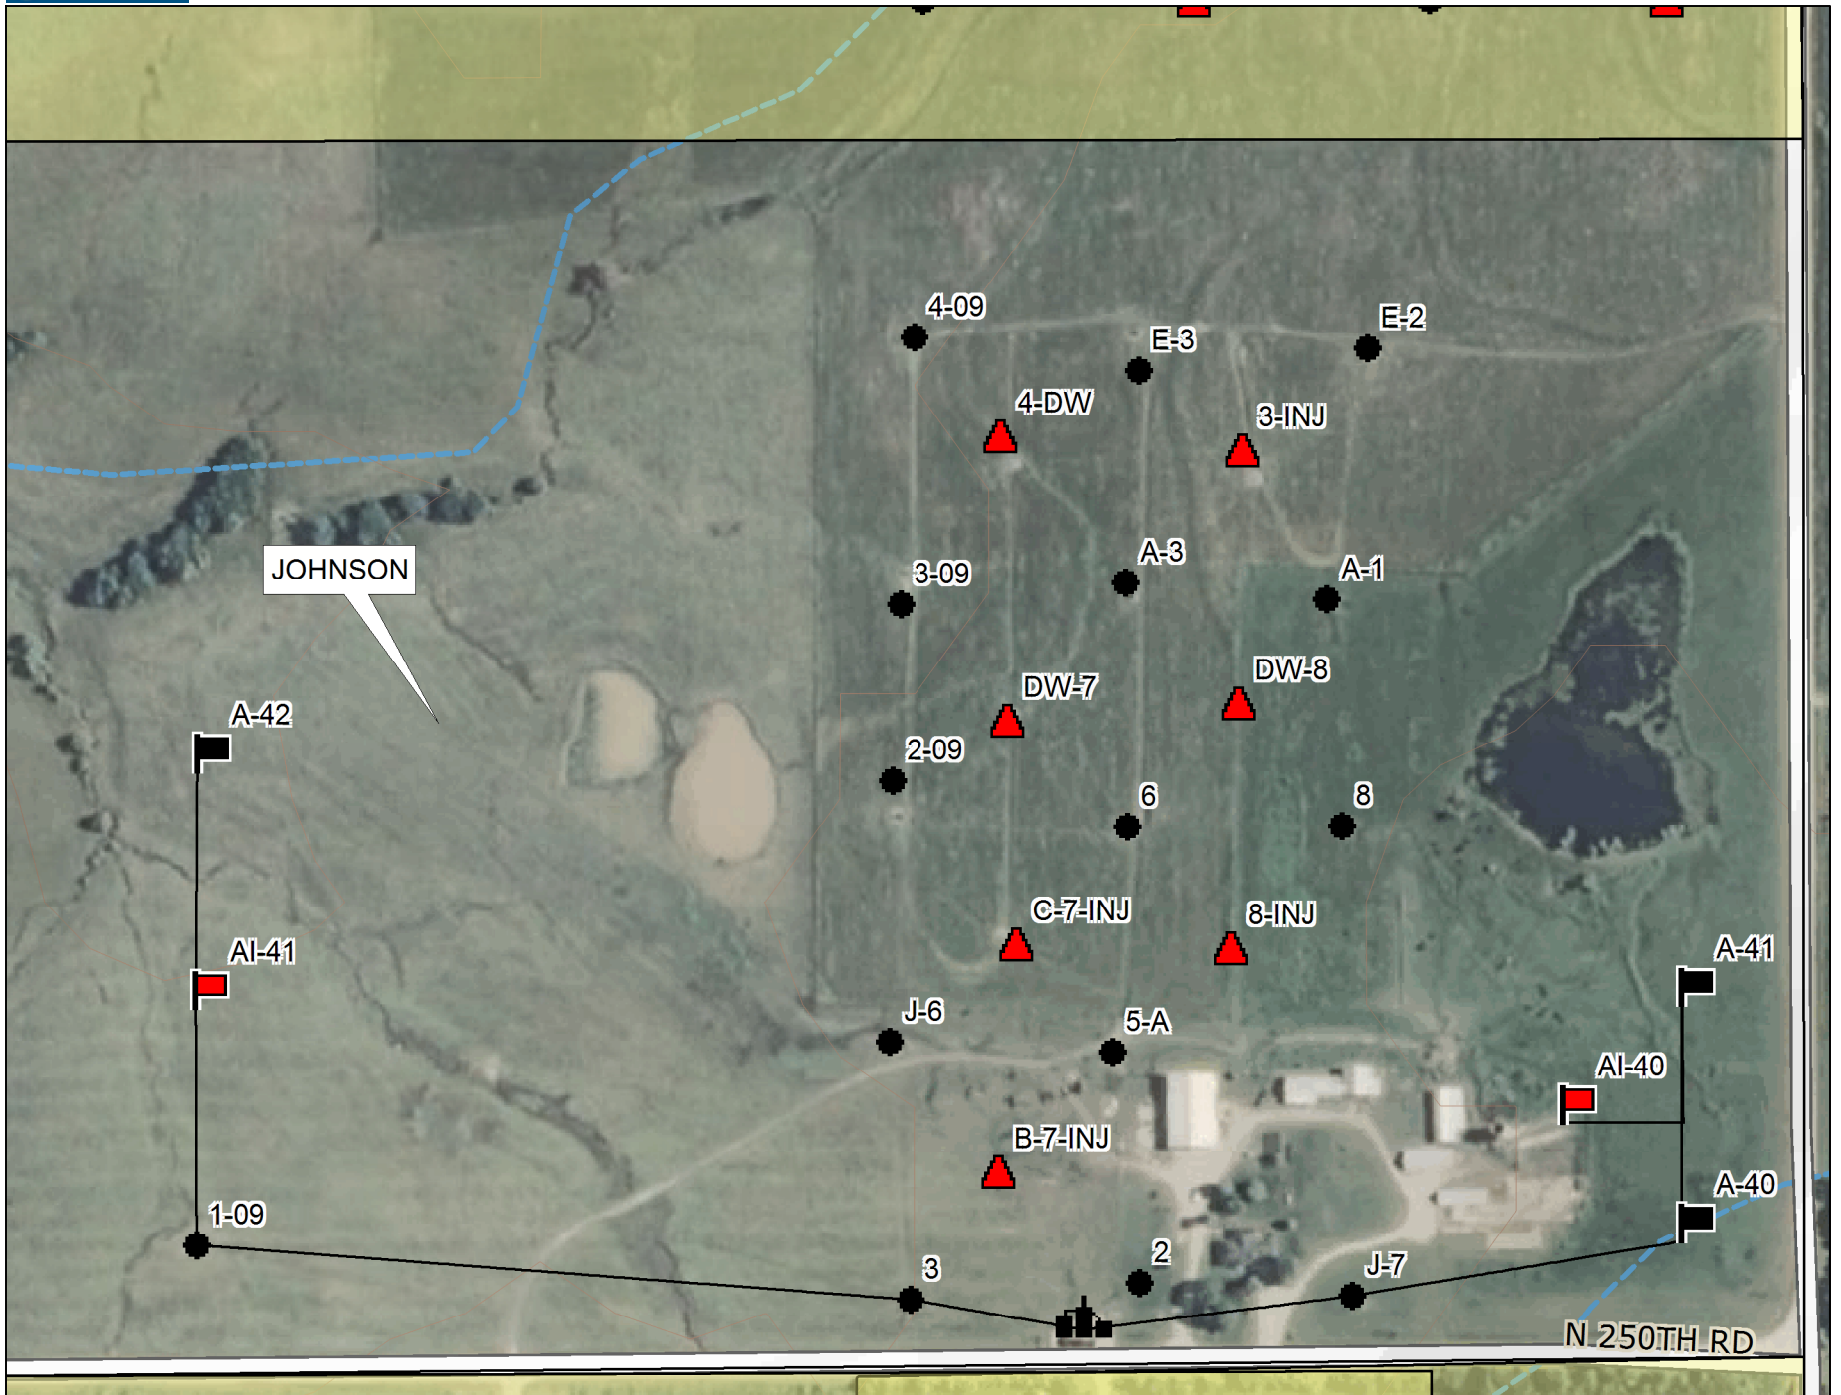 4-09
E-2
E-3
4-DW
3-INJ
A-3
JOHNSON
3-09
A-1
DW-8
DW-7
A-42
2-09
6
8
C-7-INJ
8-INJ
A-41
AI-41
J-6
5-A
AI-40
B-7-INJ
A-40
1-09
2
J-7
3
N 250TH RD